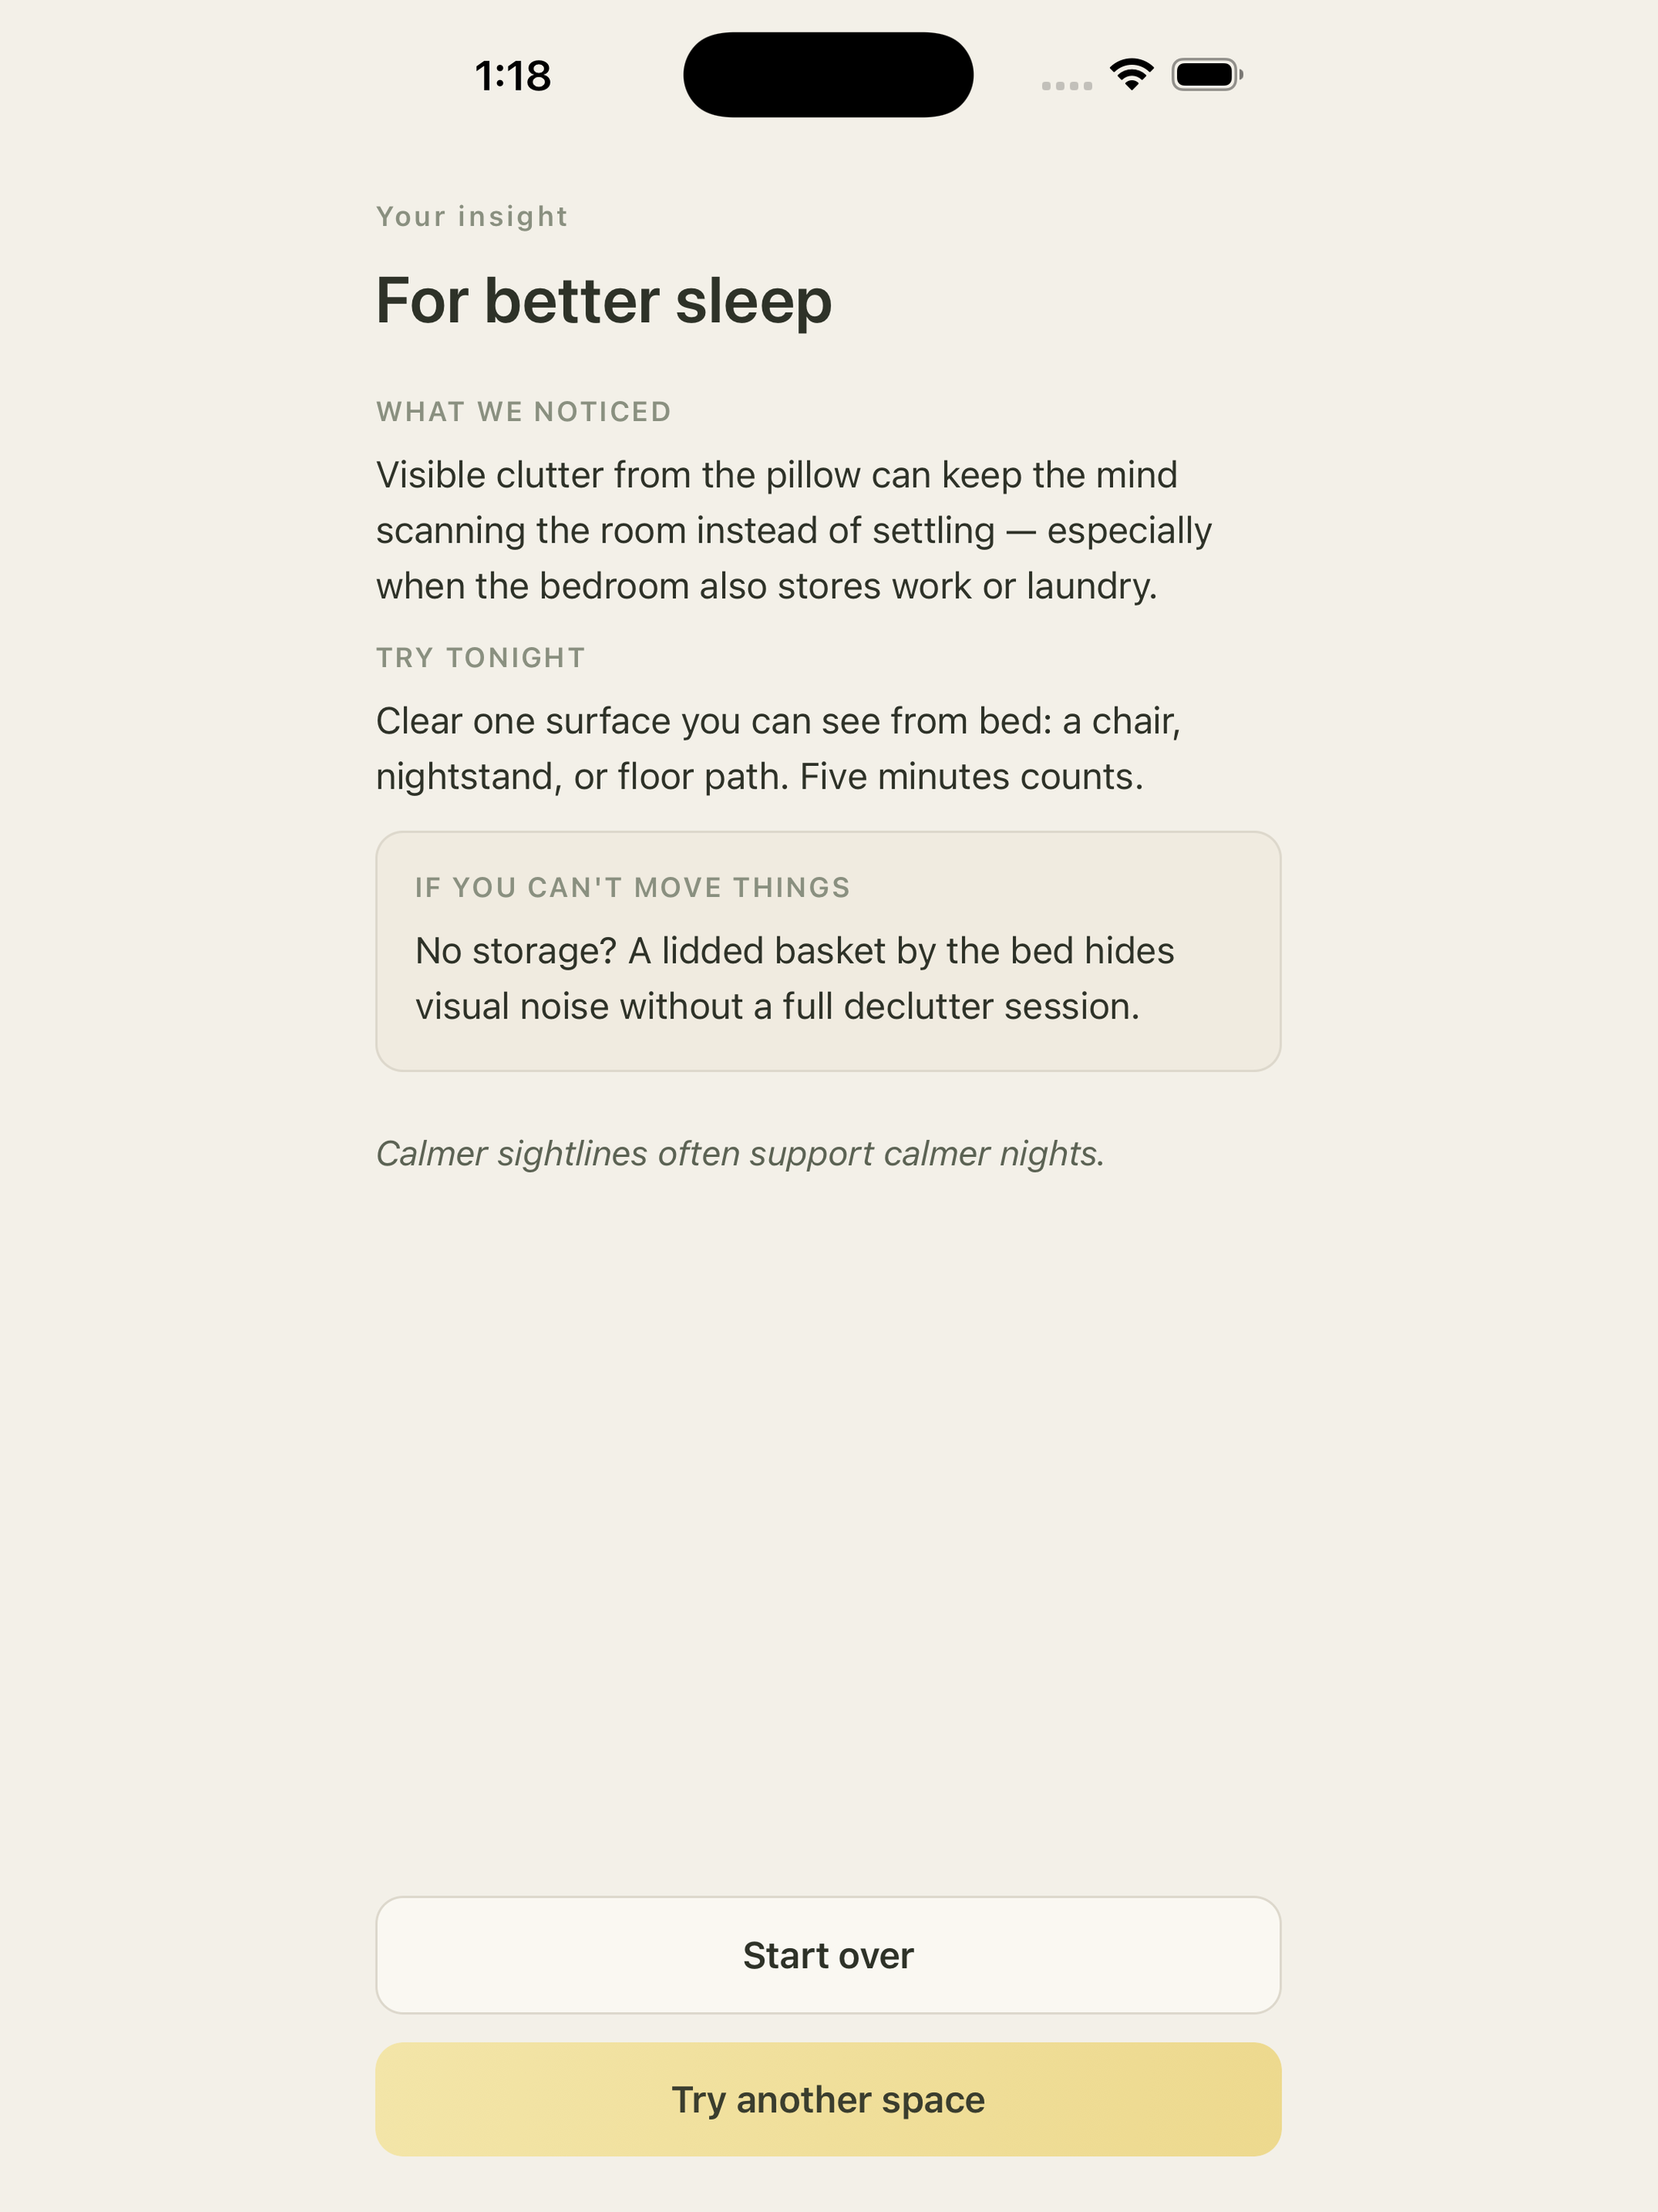 1:18
Your insight
For better sleep
WHAT WE NOTICED
Visible clutter from the pillow can keep the mind
scanning the room instead of settling — especially
when the bedroom also stores work or laundry.
TRY TONIGHT
Clear one surface you can see from bed: a chair,
nightstand, or floor path. Five minutes counts.
IF YOU CAN'T MOVE THINGS
No storage? A lidded basket by the bed hides
visual noise without a full declutter session.
Calmer sightlines often support calmer nights.
Start over
Try another space